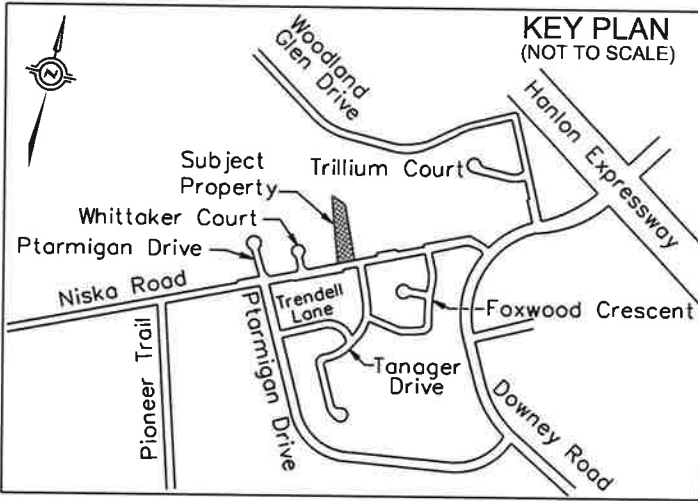 KEY PLAN
(NOT TO SCALE)
N
Woodland
Glen Drive
Hanlon Expressway
Subject
Property
Trillium Court
Whittaker Court
Ptarmigan Drive
Niska Road
Trendell
Lane
Foxwood Crescent
Pioneer Trail
Ptarmigan Drive
Tanager
Drive
Downey Road